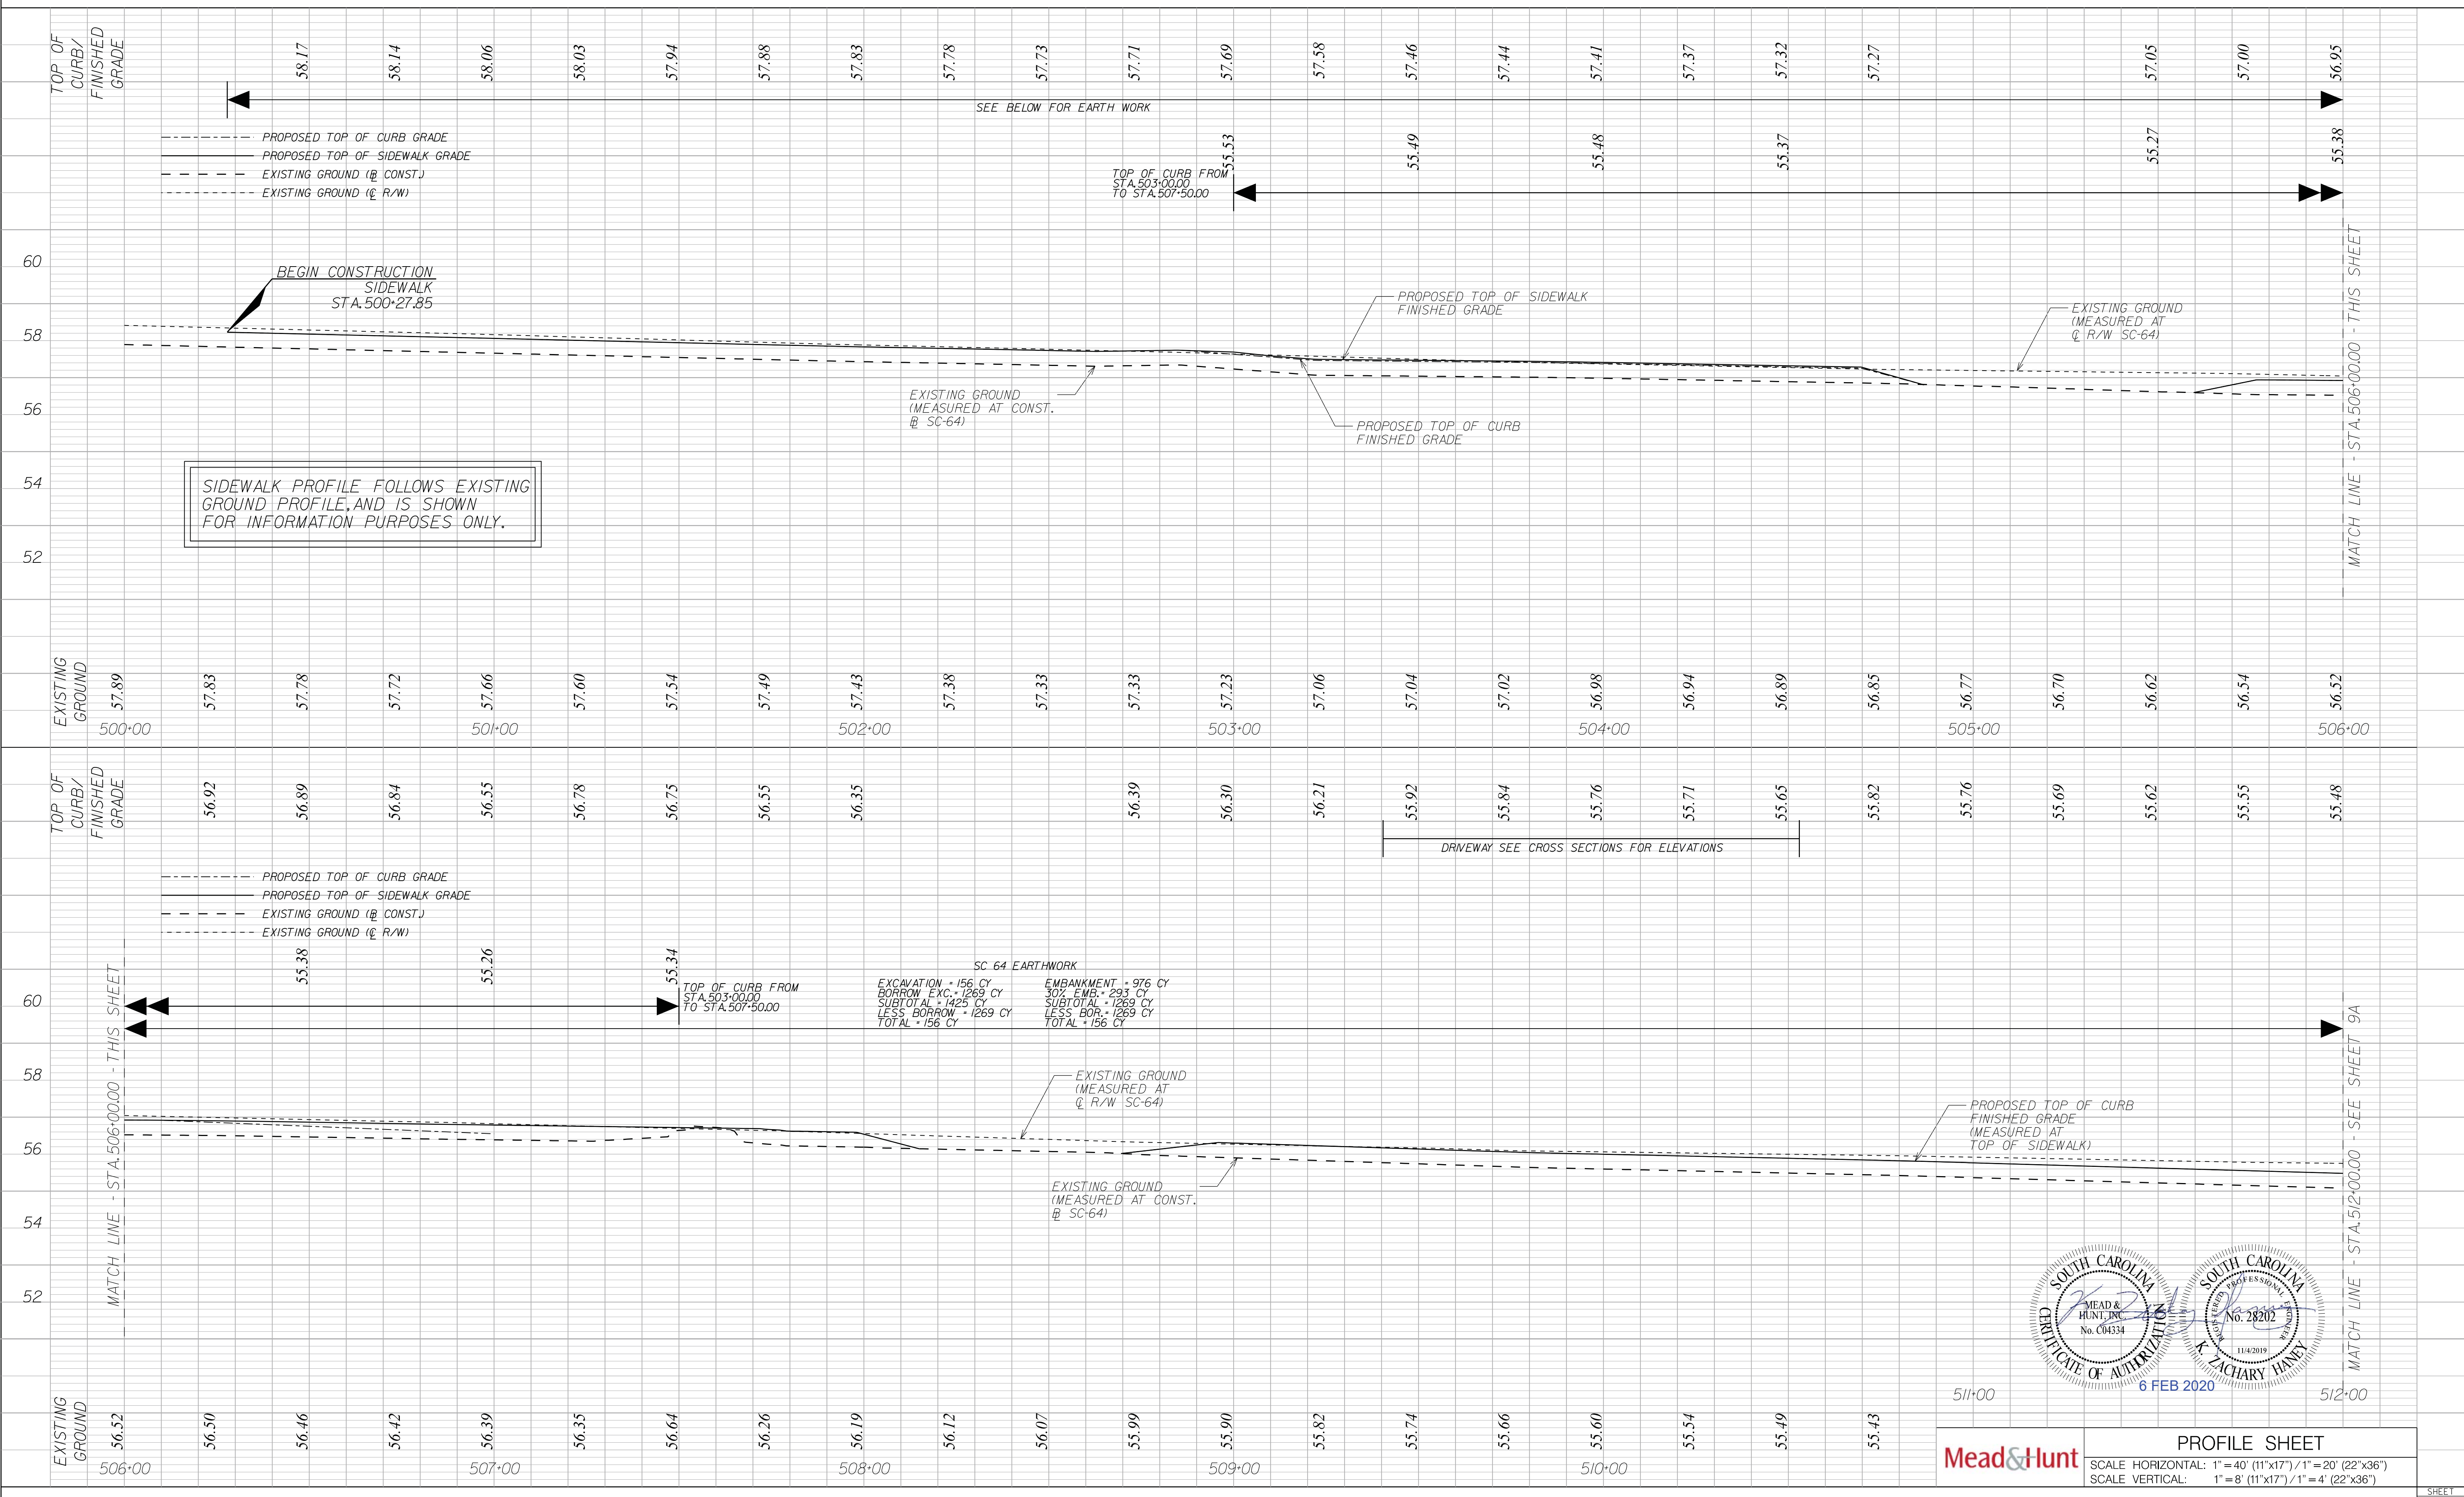 TOP OF
CURB/
FINISHED
GRADE
58.17 58.14 58.06 58.03 57.94 57.88 57.83 57.78 57.73 57.71 57.69 57.58 57.46 57.44 57.41 57.37 57.32 57.27 57.05 57.00 56.95
SEE BELOW FOR EARTH WORK
PROPOSED TOP OF CURB GRADE
PROPOSED TOP OF SIDEWALK GRADE
EXISTING GROUND (℔ CONST.)
EXISTING GROUND (℄ R/W)
55.53 55.49 55.48 55.37 55.27 55.38
TOP OF CURB FROM
STA.503+00.00
TO STA.507+50.00
60
58
56
54
52
BEGIN CONSTRUCTION
SIDEWALK
STA.500+27.85
PROPOSED TOP OF SIDEWALK
FINISHED GRADE
EXISTING GROUND
(MEASURED AT
℄ R/W SC-64)
EXISTING GROUND
(MEASURED AT CONST.
℔ SC-64)
PROPOSED TOP OF CURB
FINISHED GRADE
MATCH LINE - STA.506+00.00 - THIS SHEET
SIDEWALK PROFILE FOLLOWS EXISTING
GROUND PROFILE, AND IS SHOWN
FOR INFORMATION PURPOSES ONLY.
EXISTING
GROUND
57.89 57.83 57.78 57.72 57.66 57.60 57.54 57.49 57.43 57.38 57.33 57.33 57.23 57.06 57.04 57.02 56.98 56.94 56.89 56.85 56.77 56.70 56.62 56.54 56.52
500+00 501+00 502+00 503+00 504+00 505+00 506+00
TOP OF
CURB/
FINISHED
GRADE
56.92 56.89 56.84 56.55 56.78 56.75 56.55 56.35 56.39 56.30 56.21 55.92 55.84 55.76 55.71 55.65 55.82 55.76 55.69 55.62 55.55 55.48
DRIVEWAY SEE CROSS SECTIONS FOR ELEVATIONS
PROPOSED TOP OF CURB GRADE
PROPOSED TOP OF SIDEWALK GRADE
EXISTING GROUND (℔ CONST.)
EXISTING GROUND (℄ R/W)
55.38 55.26 55.34
TOP OF CURB FROM
STA.503+00.00
TO STA.507+50.00
SC 64 EARTHWORK
EXCAVATION = 156 CY EMBANKMENT = 976 CY
BORROW EXC.= 1269 CY 30% EMB.= 293 CY
SUBTOTAL = 1425 CY SUBTOTAL = 1269 CY
LESS BORROW = 1269 CY LESS BOR.= 1269 CY
TOTAL = 156 CY TOTAL = 156 CY
60
58
56
54
52
MATCH LINE - STA.506+00.00 - THIS SHEET
EXISTING GROUND
(MEASURED AT
℄ R/W SC-64)
EXISTING GROUND
(MEASURED AT CONST.
℔ SC-64)
PROPOSED TOP OF CURB
FINISHED GRADE
(MEASURED AT
TOP OF SIDEWALK)
MATCH LINE - STA.512+00.00 - SEE SHEET 9A
SOUTH CAROLINA
MEAD &
HUNT, INC.
No. C04334
CERTIFICATE OF AUTHORIZATION
SOUTH CAROLINA
REGISTERED PROFESSIONAL ENGINEER
No. 28202
11/4/2019
K. ZACHARY HANEY
6 FEB 2020
511+00 512+00
EXISTING
GROUND
56.52 56.50 56.46 56.42 56.39 56.35 56.64 56.26 56.19 56.12 56.07 55.99 55.90 55.82 55.74 55.66 55.60 55.54 55.49 55.43
506+00 507+00 508+00 509+00 510+00
Mead&Hunt
PROFILE SHEET
SCALE HORIZONTAL: 1" = 40' (11"x17") / 1" = 20' (22"x36")
SCALE VERTICAL: 1" = 8' (11"x17") / 1" = 4' (22"x36")
SHEET